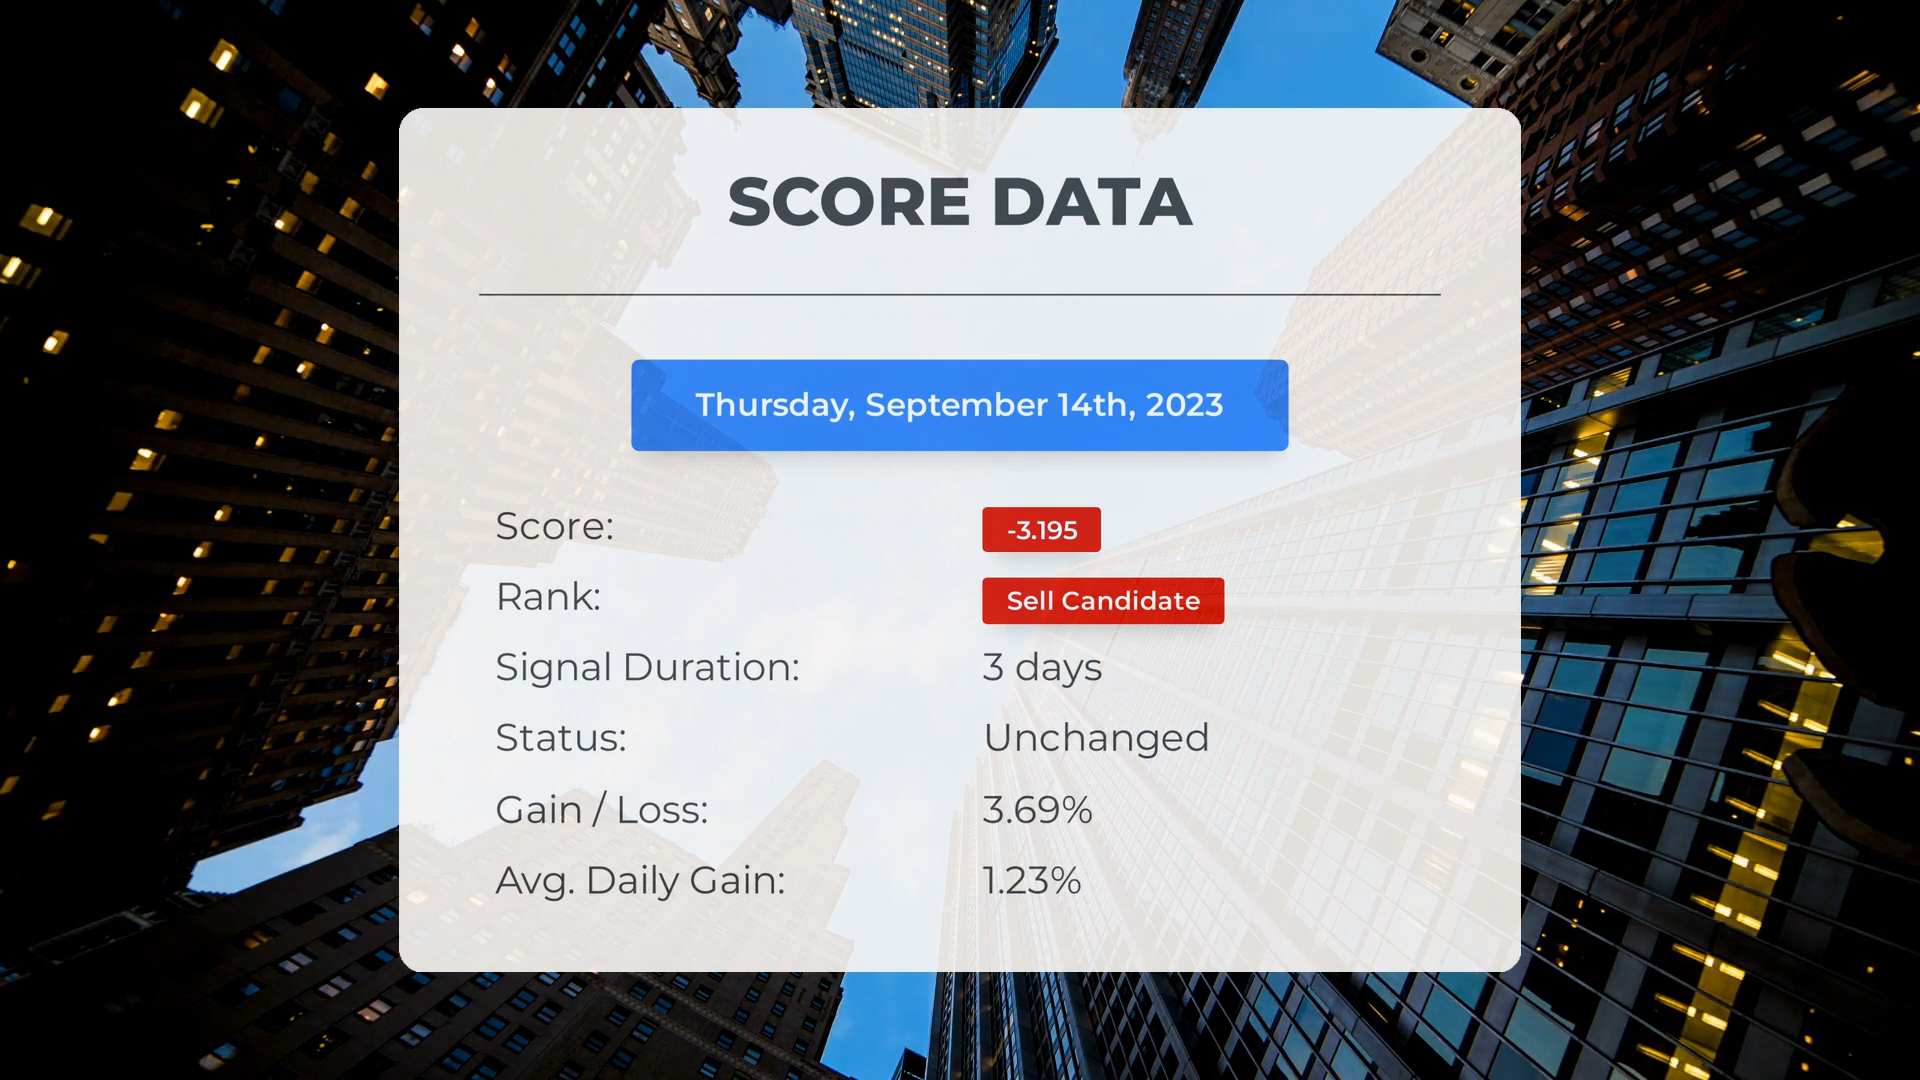 SCORE DATA
Thursday, September 14th, 2023
Score: -3.195
Rank: Sell Candidate
Signal Duration: 3 days
Status: Unchanged
Gain / Loss: 3.69%
Avg. Daily Gain: 1.23%